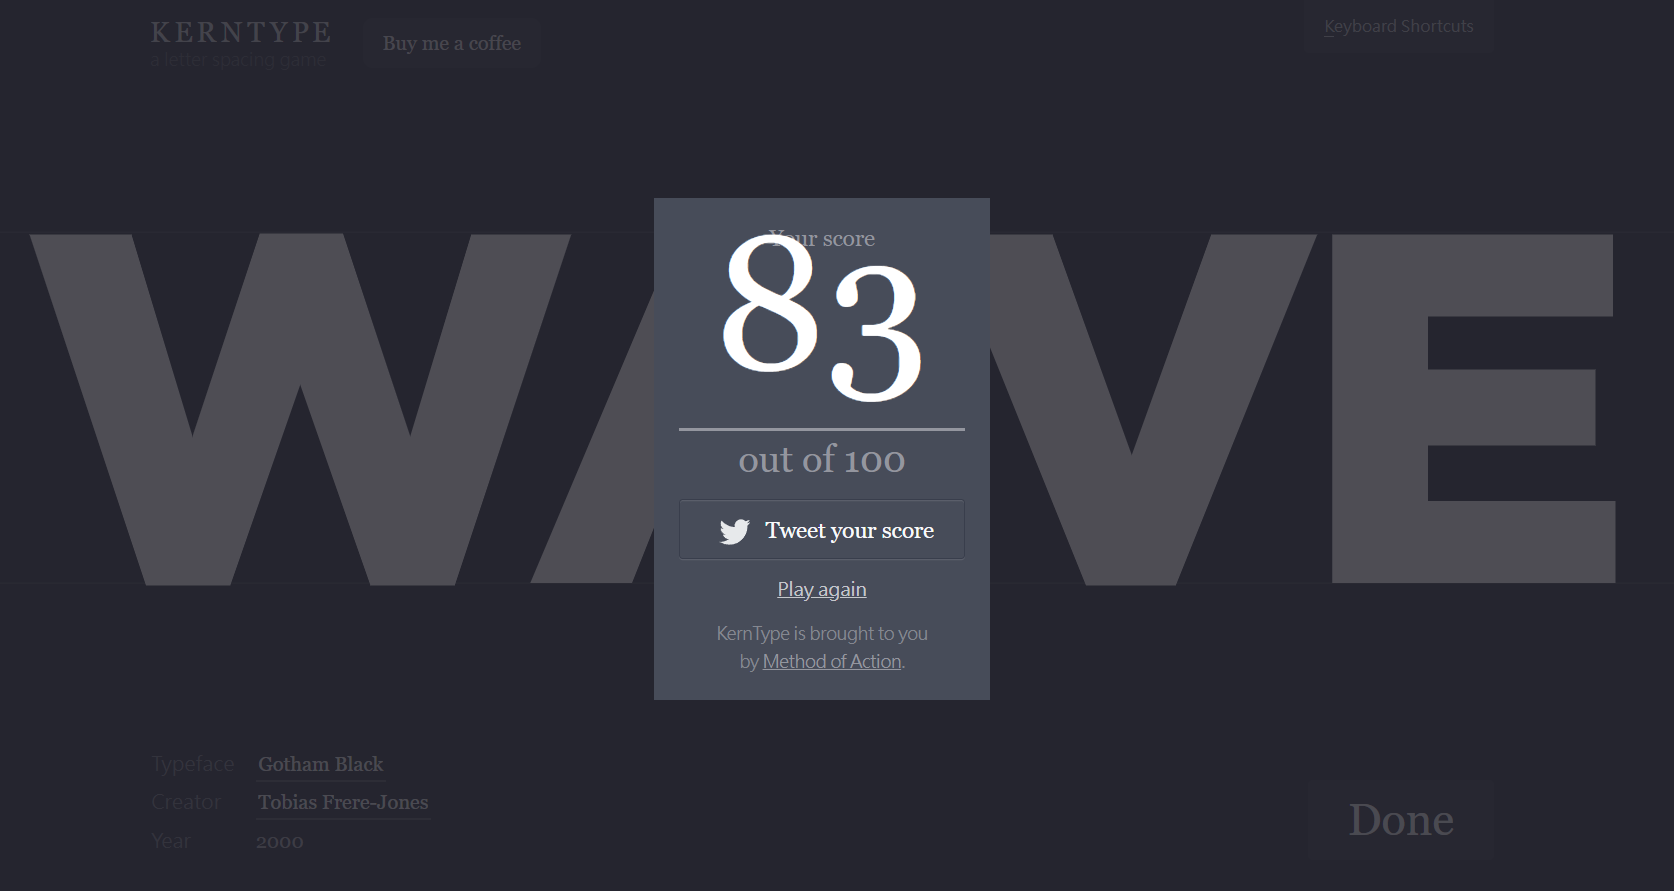 KERNTYPE
a letter spacing game
Buy me a coffee
Keyboard Shortcuts
WAVE
Your score
83
out of 100
Tweet your score
Play again
KernType is brought to you
by Method of Action.
Typeface Gotham Black
Creator Tobias Frere-Jones
Year 2000
Done